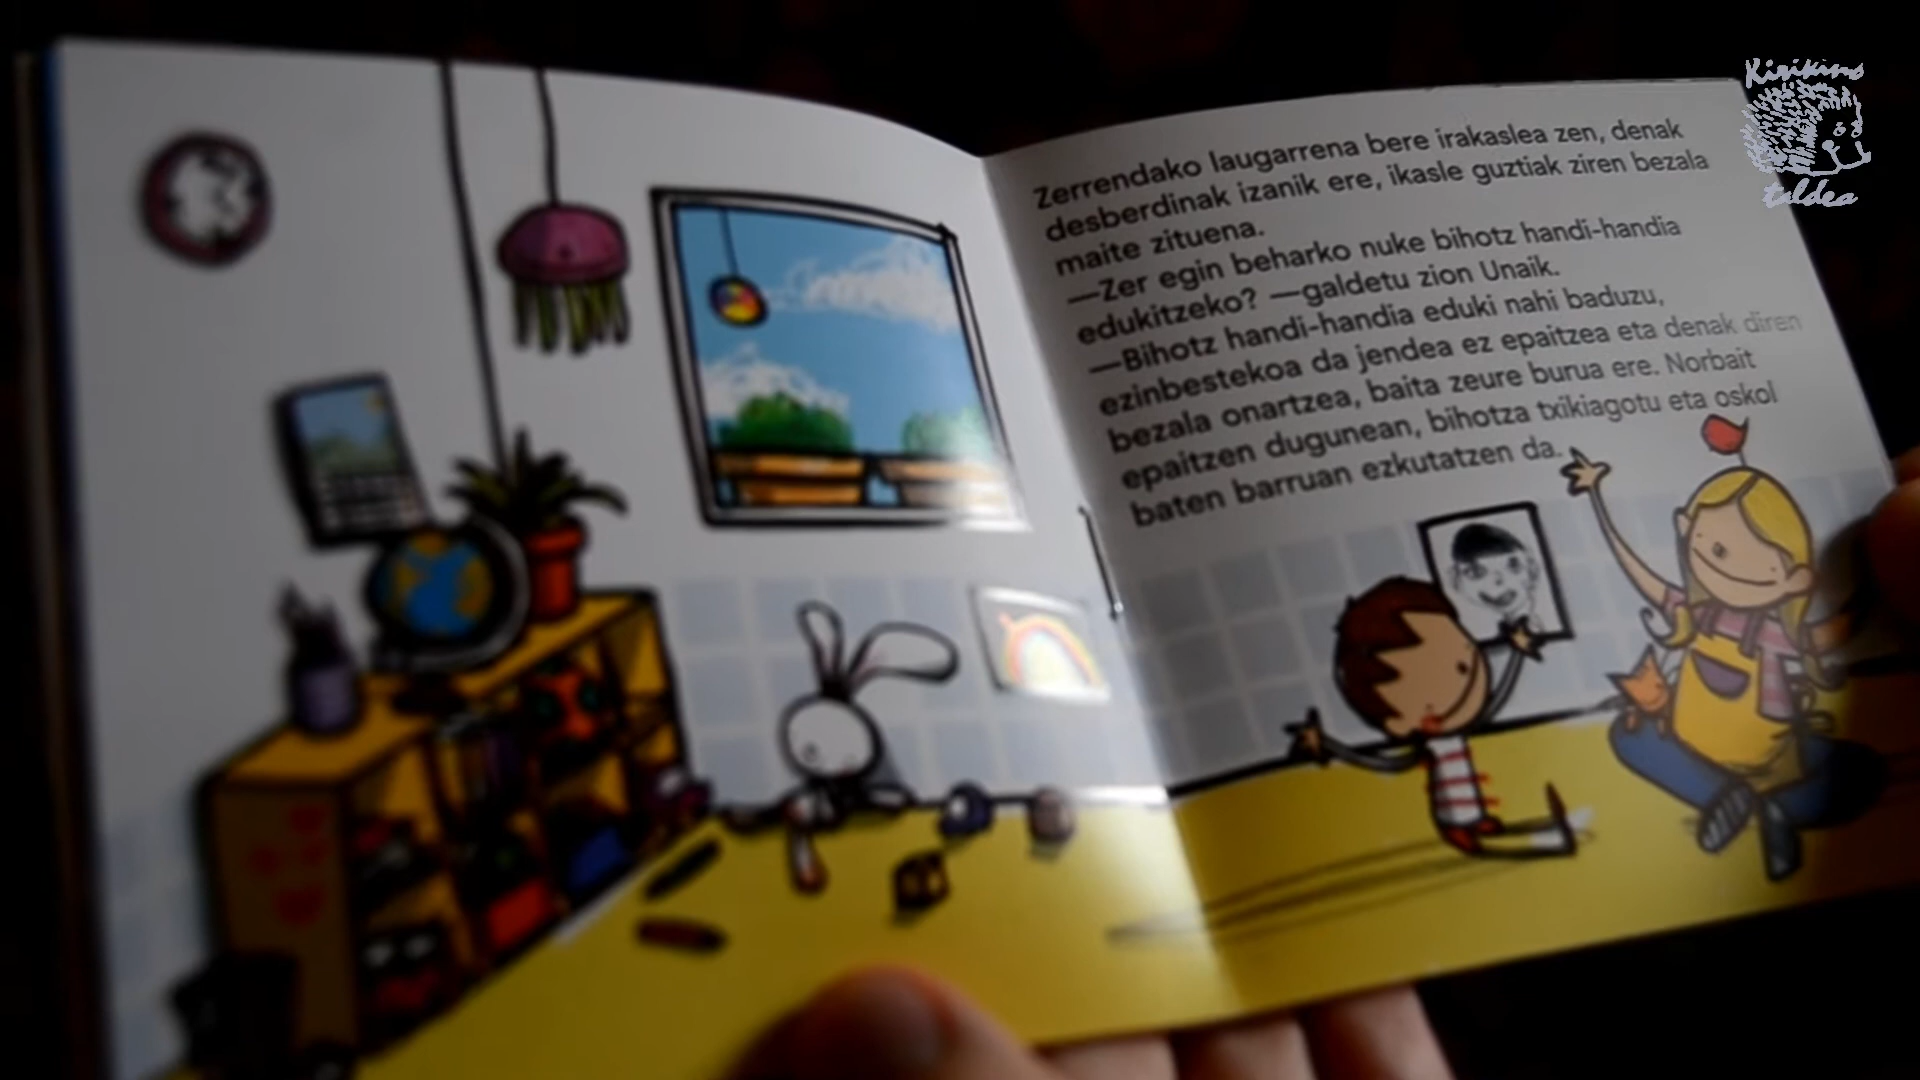 Kirikino
taldea
Zerrendako laugarrena bere irakaslea zen, denak
desberdinak izanik ere, ikasle guztiak ziren bezala
maite zituena.
—Zer egin beharko nuke bihotz handi-handia
edukitzeko? —galdetu zion Unaik.
—Bihotz handi-handia eduki nahi baduzu,
ezinbestekoa da jendea ez epaitzea eta denak diren
bezala onartzea, baita zeure burua ere. Norbait
epaitzen dugunean, bihotza txikiagotu eta oskol
baten barruan ezkutatzen da.